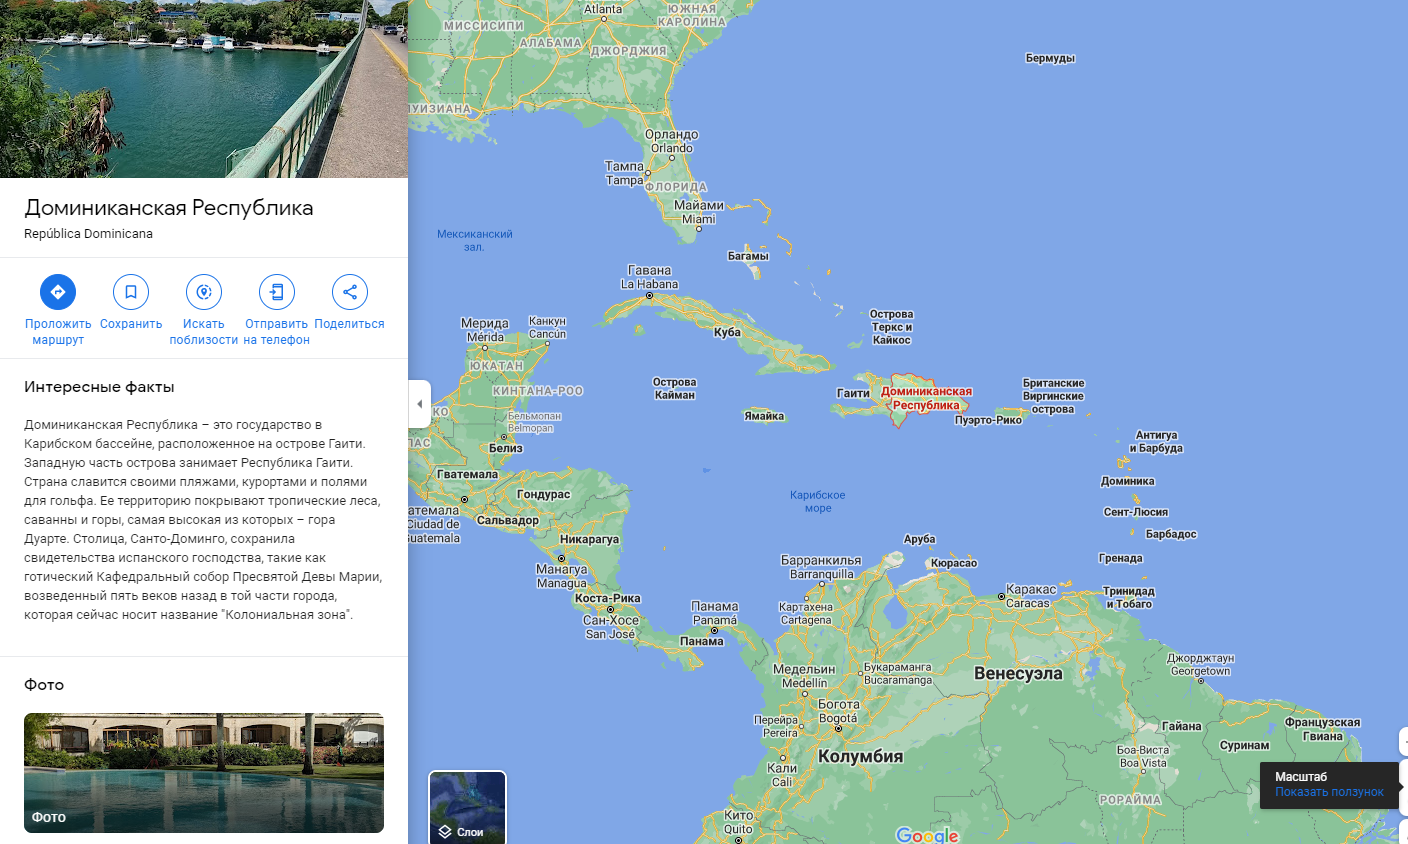 Доминиканская Республика
República Dominicana
Проложить маршрут
Сохранить
Искать поблизости
Отправить на телефон
Поделиться
Интересные факты
Доминиканская Республика – это государство в
Карибском бассейне, расположенное на острове Гаити.
Западную часть острова занимает Республика Гаити.
Страна славится своими пляжами, курортами и полями
для гольфа. Ее территорию покрывают тропические леса,
саванны и горы, самая высокая из которых – гора
Дуарте. Столица, Санто-Доминго, сохранила
свидетельства испанского господства, такие как
готический Кафедральный собор Пресвятой Девы Марии,
возведенный пять веков назад в той части города,
которая сейчас носит название "Колониальная зона".
Фото
Фото
Слои
Atlanta
ЮЖНАЯ
КАРОЛИНА
МИССИСИПИ
АЛАБАМА
ДЖОРДЖИЯ
Бермуды
УИЗИАНА
Орландо
Orlando
Тампа
Tampa
ФЛОРИДА
Майами
Miami
Мексиканский
зал.
Багамы
Гавана
La Habana
Острова
Теркс и
Кайкос
Мерида
Mérida
Канкун
Cancún
Куба
ЮКАТАН
КИНТАНА-РОО
Острова
Кайман
Гаити
Доминиканская
Республика
Британские
Виргинские
острова
КО
Ямайка
Пуэрто-Рико
Бельмопан
Belmopan
ПАС
Белиз
Антигуа
и Барбуда
Гватемала
Доминика
Гондурас
Карибское
море
атемала
Ciudad de
Guatemala
Сальвадор
Сент-Люсия
Барбадос
Никарагуа
Аруба
Кюрасао
Гренада
Манагуа
Managua
Барранкилья
Barranquilla
Каракас
Caracas
Тринидад
и Тобаго
Коста-Рика
Картахена
Cartagena
Сан-Хосе
San José
Панама
Panamá
Панама
Медельин
Medellín
Букараманга
Bucaramanga
Венесуэла
Джорджтаун
Georgetown
Богота
Bogotá
Перейра
Pereira
Гайана
Французская
Гвиана
Суринам
Колумбия
Боа-Виста
Boa Vista
Кали
Cali
РОРАЙМА
Масштаб
Показать ползунок
Кито
Quito
Google